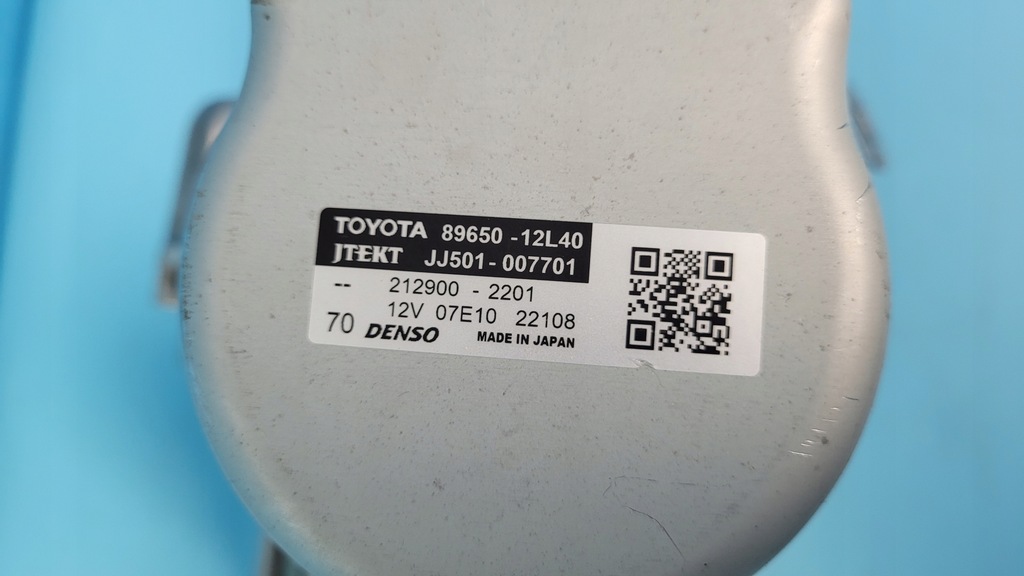 TOYOTA 89650-12L40
JTEKT JJ501-007701
-- 212900-2201
12V 07E10 22108
70 DENSO MADE IN JAPAN